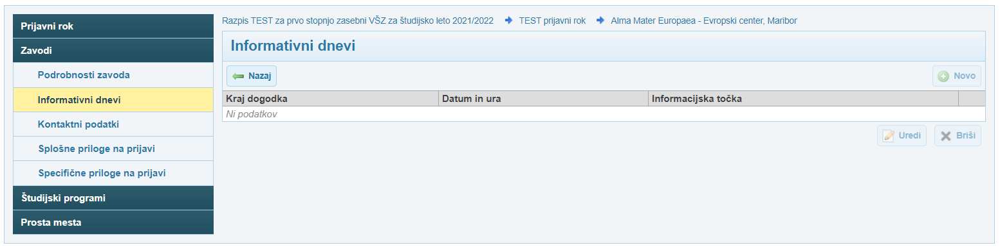 Prijavni rok
Zavodi
Podrobnosti zavoda
Informativni dnevi
Kontaktni podatki
Splošne priloge na prijavi
Specifične priloge na prijavi
Študijski programi
Prosta mesta
Razpis TEST za prvo stopnjo zasebni VŠZ za študijsko leto 2021/2022 TEST prijavni rok Alma Mater Europaea - Evropski center, Maribor
Informativni dnevi
Nazaj Novo
Kraj dogodka Datum in ura Informacijska točka
Ni podatkov
Uredi Briši